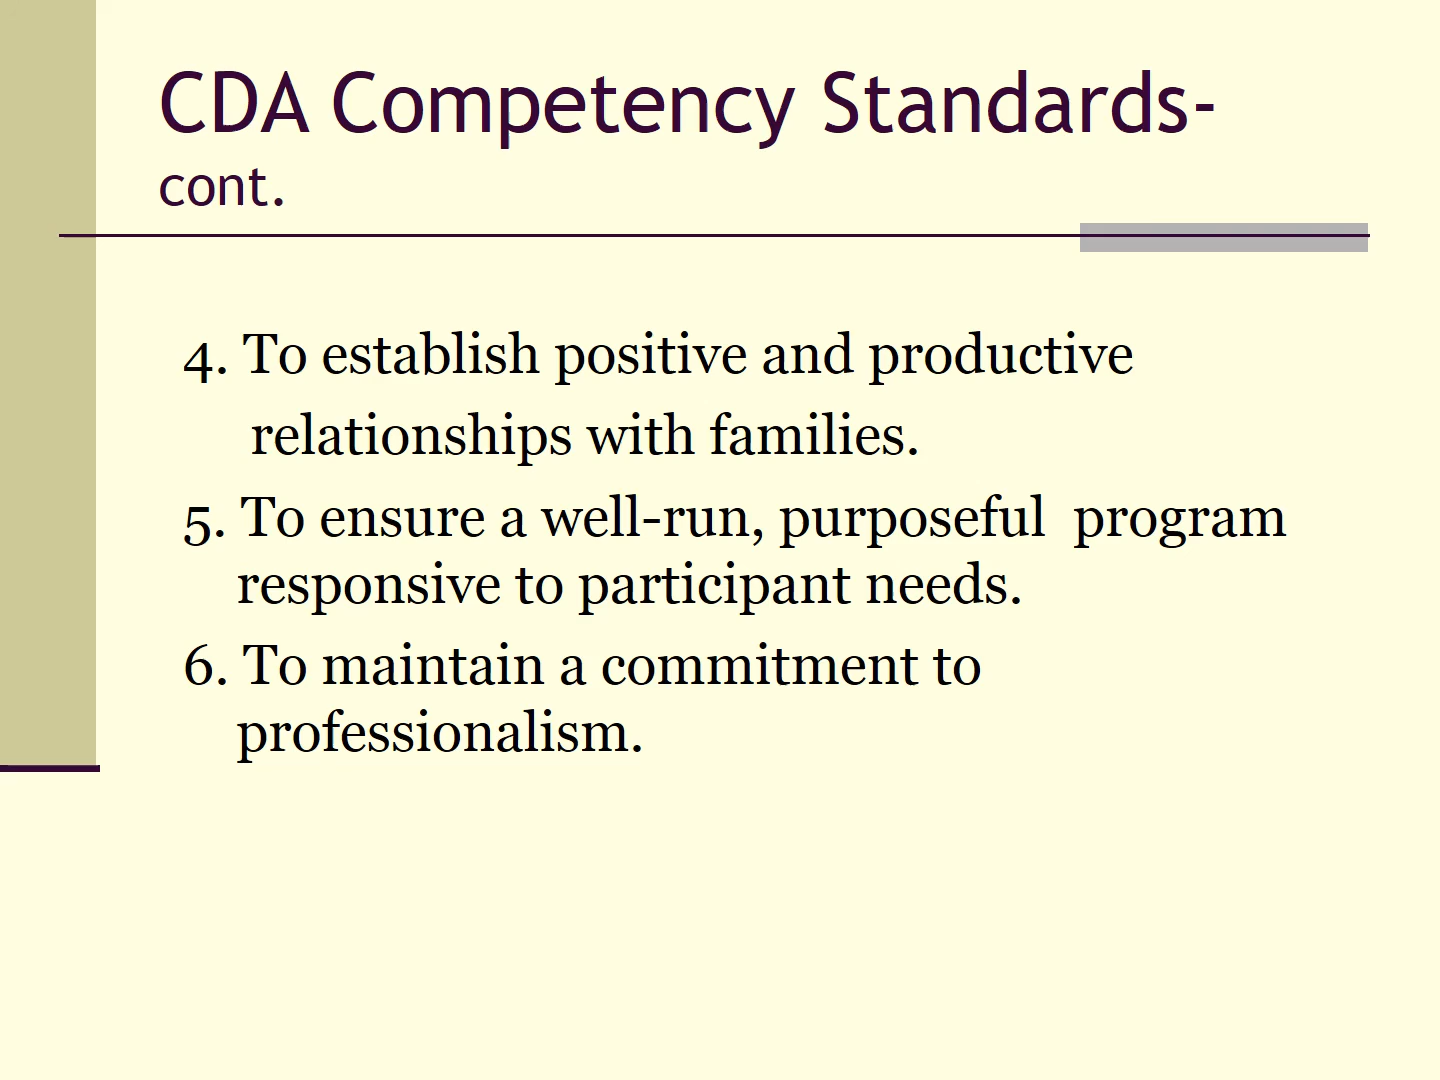 CDA Competency Standards-
cont.
4. To establish positive and productive
relationships with families.
5. To ensure a well-run, purposeful  program
responsive to participant needs.
6. To maintain a commitment to
professionalism.